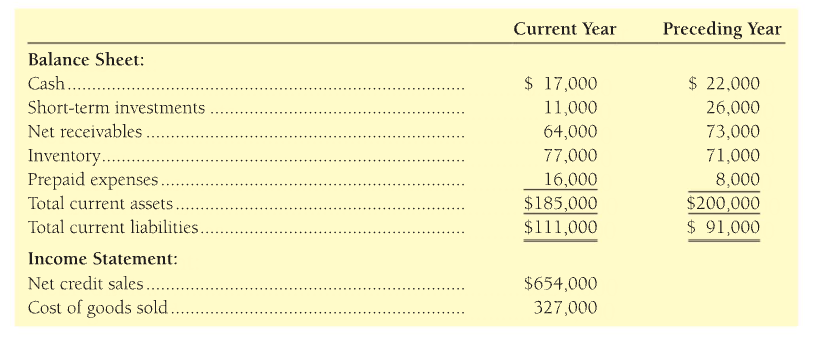 Current Year Preceding Year
Balance Sheet:
Cash $ 17,000 $ 22,000
Short-term investments 11,000 26,000
Net receivables 64,000 73,000
Inventory 77,000 71,000
Prepaid expenses 16,000 8,000
Total current assets $185,000 $200,000
Total current liabilities $111,000 $ 91,000
Income Statement:
Net credit sales $654,000
Cost of goods sold 327,000